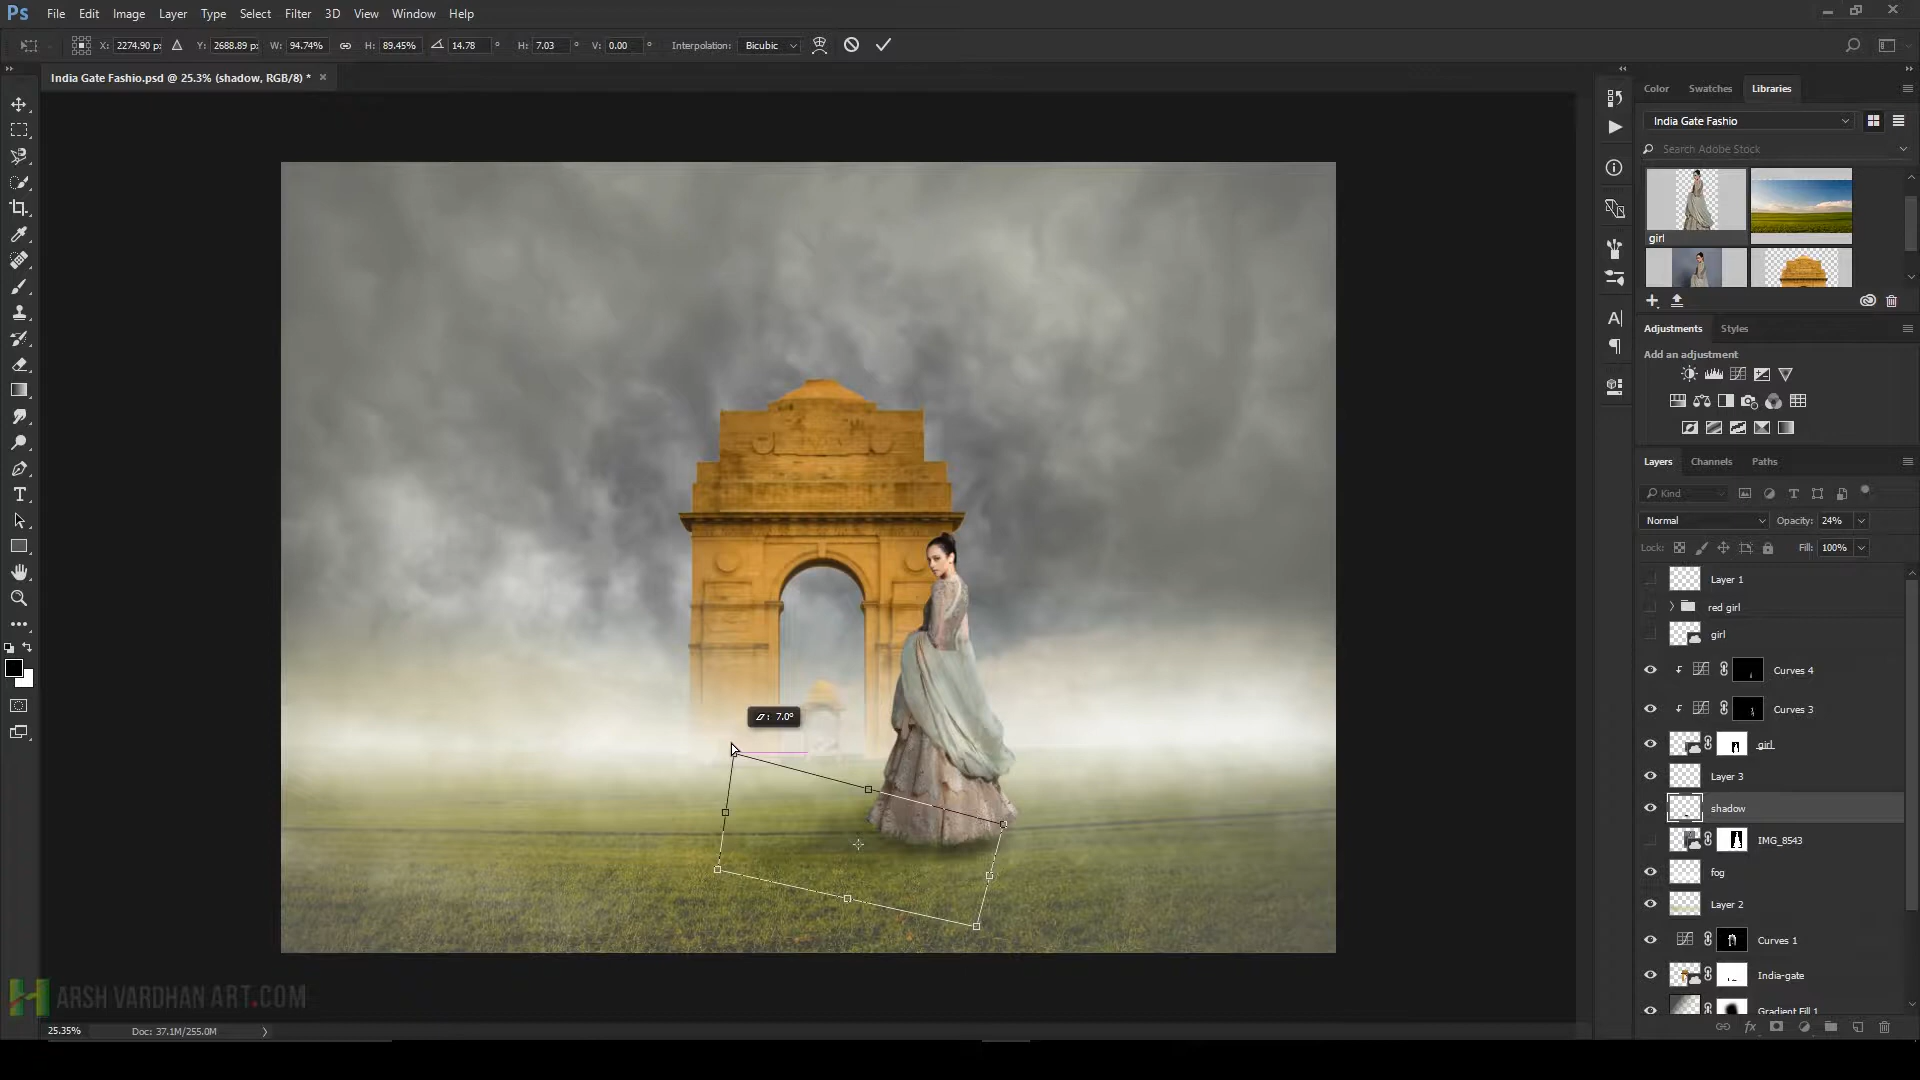 Ps File Edit Image Layer Type Select Filter 3D View Window Help
X: 2274.90 p: Y: 2688.89 p: W: 94.74% H: 89.45% 14.78 ° H: 7.03 ° V: 0.00 ° Interpolation: Bicubic
India Gate Fashio.psd @ 25.3% (shadow, RGB/8) *
Color Swatches Libraries
India Gate Fashio
Search Adobe Stock
girl
Adjustments Styles
Add an adjustment
Layers Channels Paths
Kind
Normal Opacity: 24%
Lock: Fill: 100%
Layer 1
red girl
girl
Curves 4
Curves 3
girl
Layer 3
shadow
IMG_8543
fog
Layer 2
Curves 1
India-gate
Gradient Fill 1
7.0°
ARSH VARDHAN ART.COM
25.35% Doc: 37.1M/255.0M